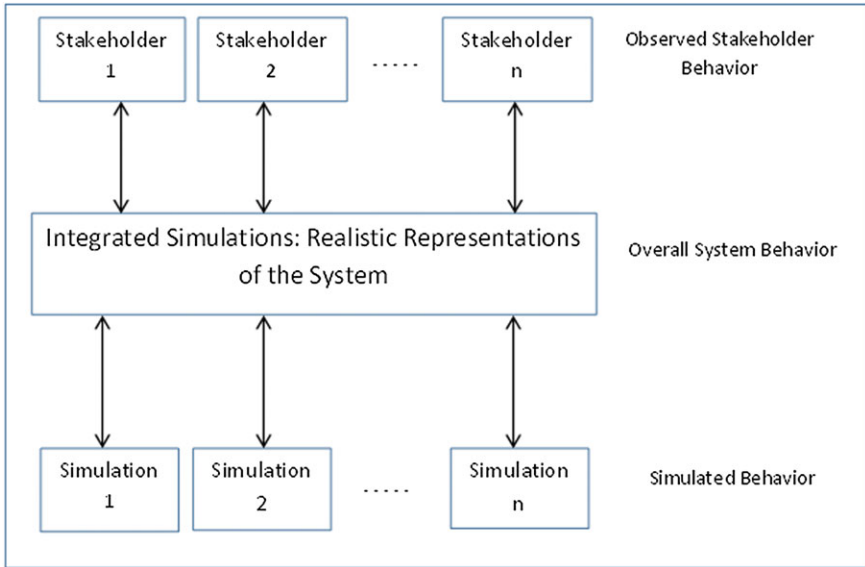 Stakeholder
1
Stakeholder
2
.....
Stakeholder
n
Observed Stakeholder
Behavior
Integrated Simulations: Realistic Representations
of the System
Overall System Behavior
Simulation
1
Simulation
2
.....
Simulation
n
Simulated Behavior